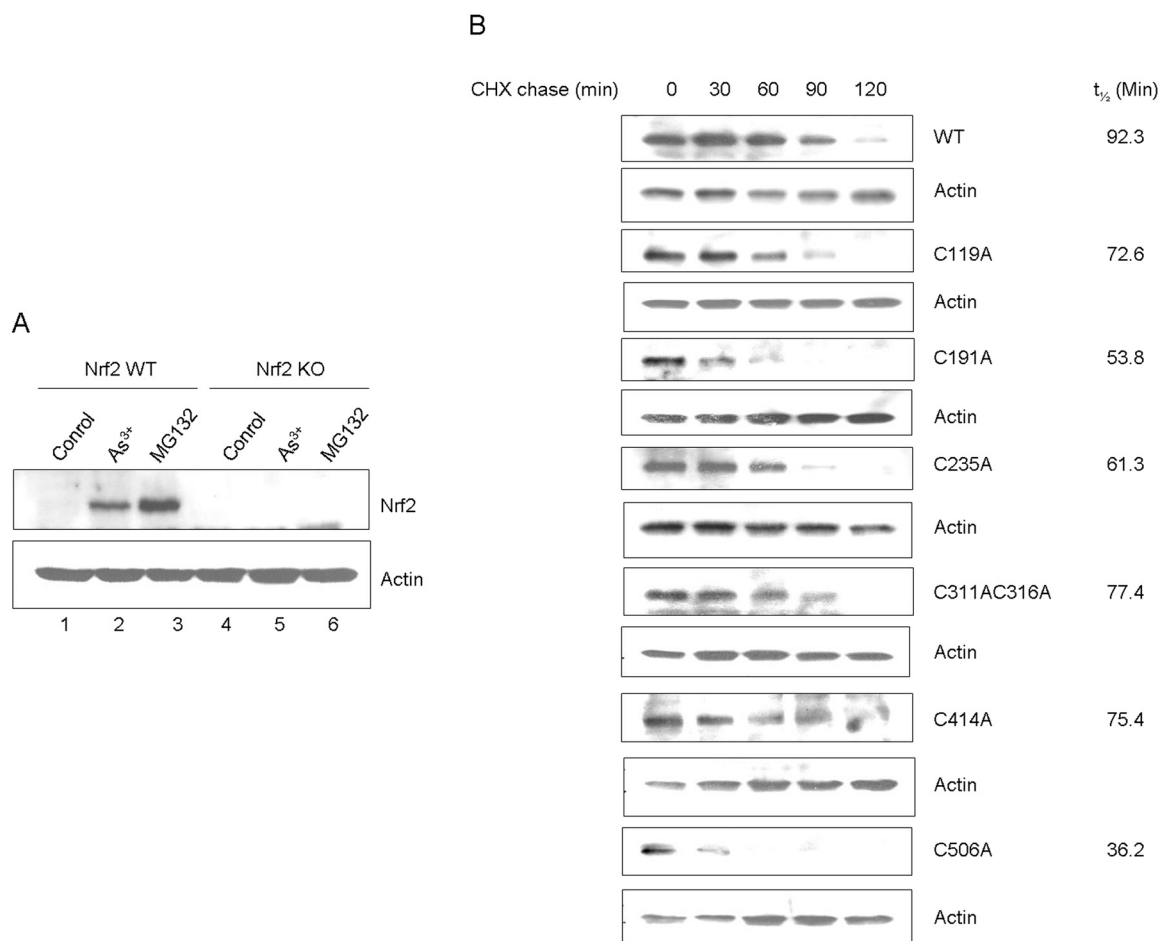 B
CHX chase (min) 0 30 60 90 120 t½ (Min)
WT 92.3
Actin
C119A 72.6
Actin
C191A 53.8
Actin
C235A 61.3
Actin
C311AC316A 77.4
Actin
C414A 75.4
Actin
C506A 36.2
Actin
A
Nrf2 WT Nrf2 KO
Conrol As3+ MG132 Conrol As3+ MG132
Nrf2
Actin
1 2 3 4 5 6